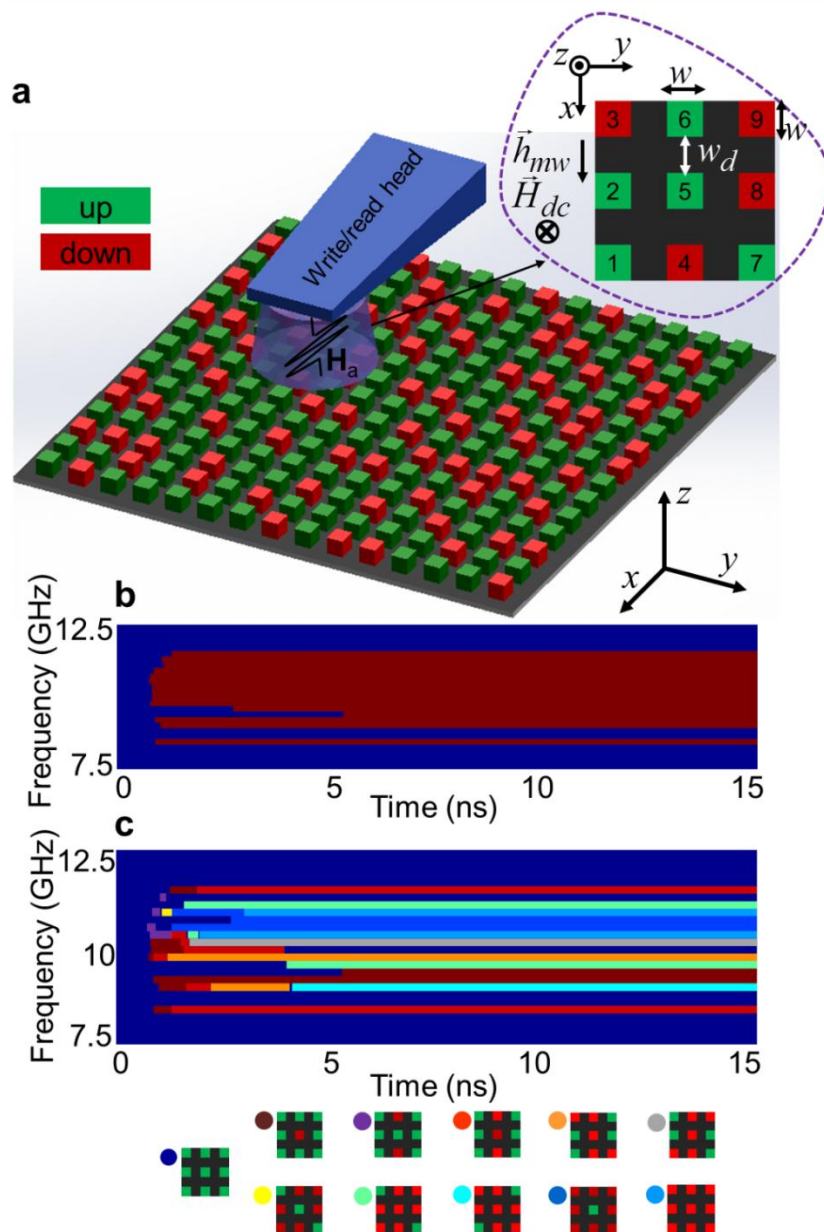 a
up
down
Write/read head
H_a
z
y
x
w
w
w_d
h_mw
H_dc
3 6 9
2 5 8
1 4 7
z
y
x
b
Frequency (GHz)
12.5
7.5
0 5 10 15
Time (ns)
c
Frequency (GHz)
12.5
10
7.5
0 5 10 15
Time (ns)